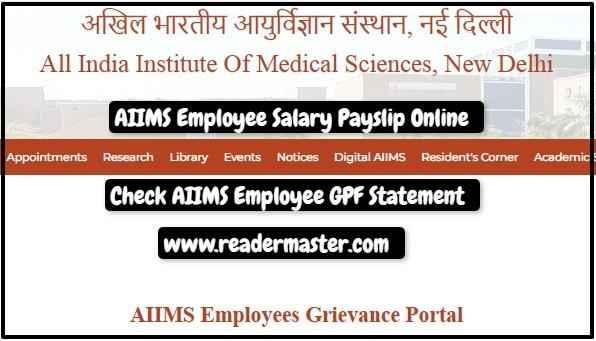 अखिल भारतीय आयुर्विज्ञान संस्थान, नई दिल्ली
All India Institute Of Medical Sciences, New Delhi
AIIMS Employee Salary Payslip Online
Appointments Research Library Events Notices Digital AIIMS Resident's Corner Academic
Check AIIMS Employee GPF Statement
www.readermaster.com
AIIMS Employees Grievance Portal